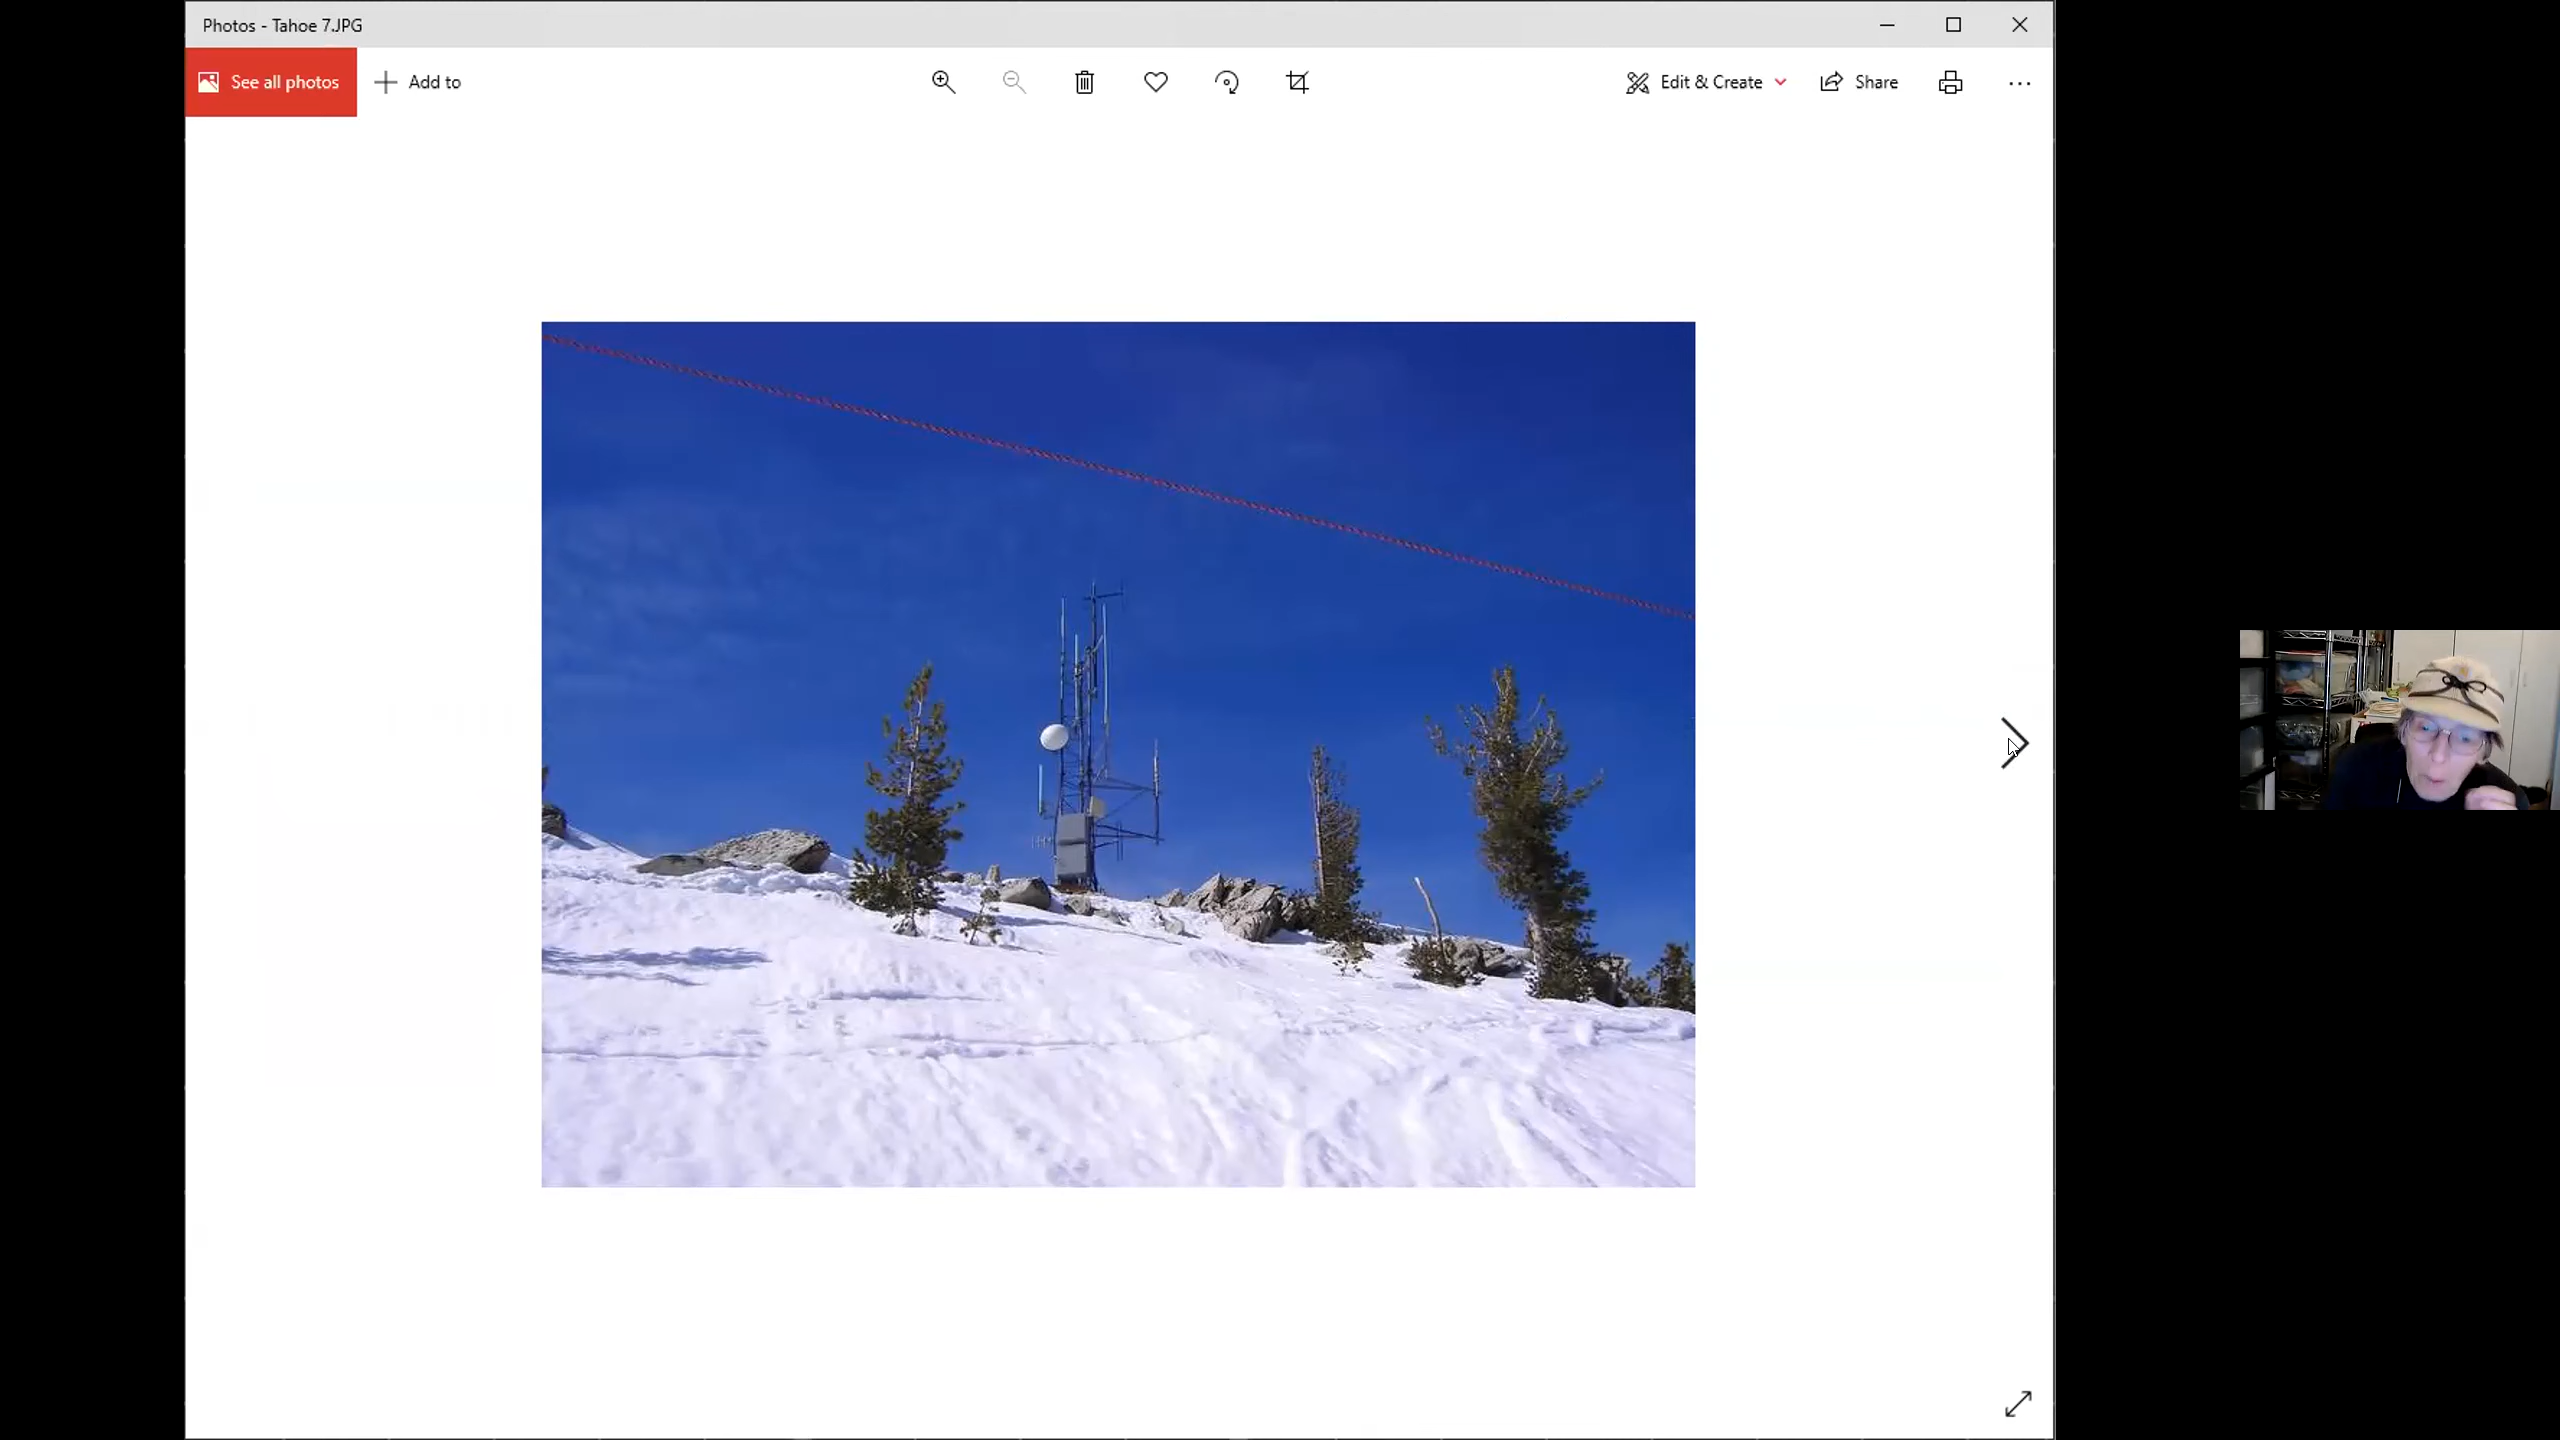 Photos - Tahoe 7.JPG
See all photos
Add to
Edit & Create
Share